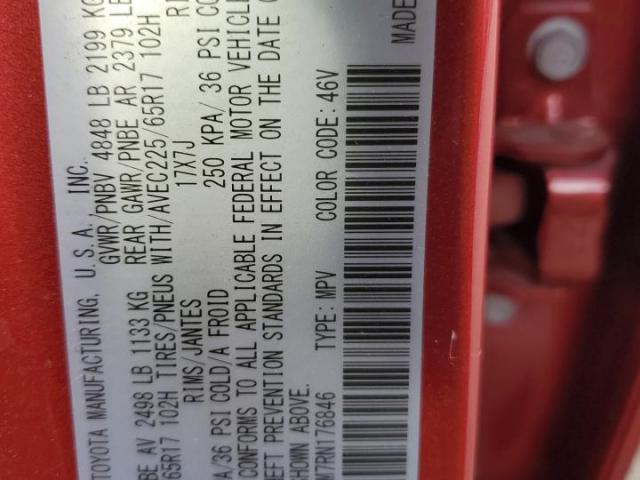 TOYOTA MANUFACTURING, U.S.A. INC.
GVWR/PNBV 4848 LB 2199 KG
BE AV 2498 LB 1133 KG
REAR GAWR/PNBE AR 2379 LB
65R17 102H TIRES/PNEUS WITH/AVEC225/65R17 102H
RIMS/JANTES 17X7J
A/36 PSI COLD/A FROID 250 KPA/ 36 PSI CO
CONFORMS TO ALL APPLICABLE FEDERAL MOTOR VEHICLE
EFT PREVENTION STANDARDS IN EFFECT ON THE DATE O
SHOWN ABOVE. MADE
7RN176846 TYPE: MPV COLOR CODE: 46V